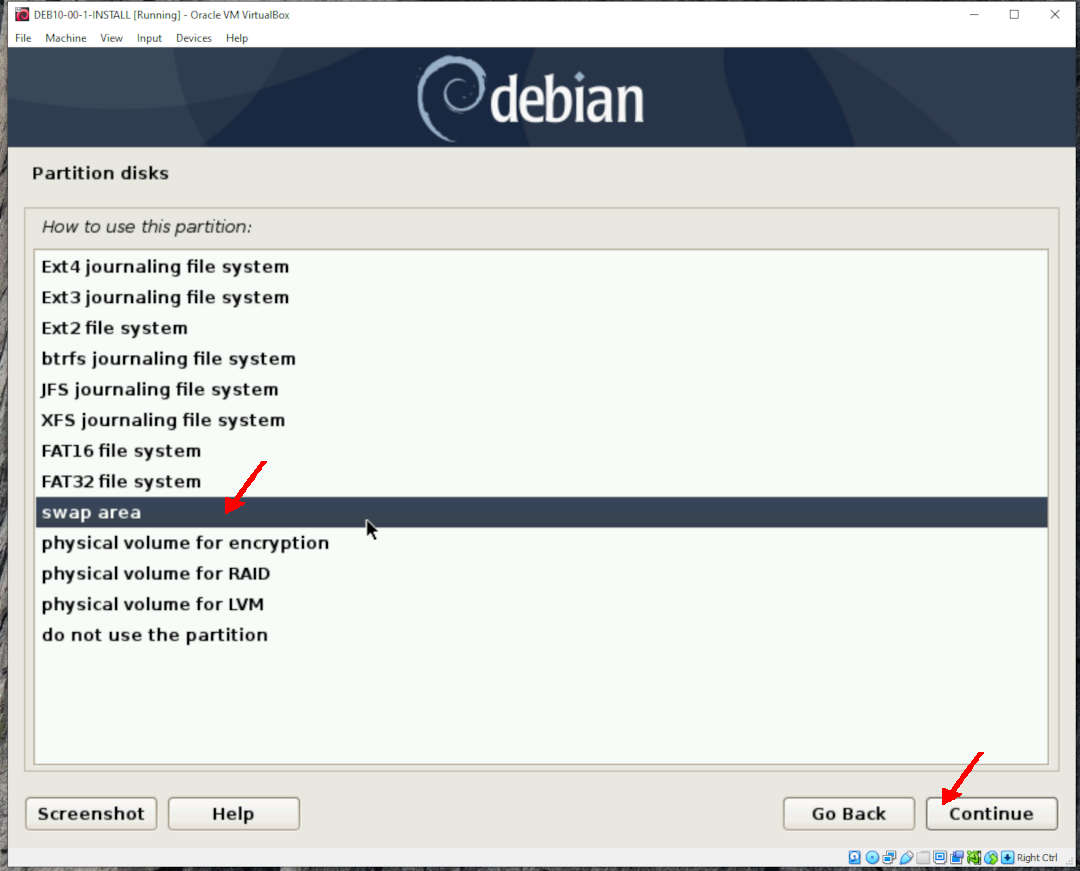 DEB10-00-1-INSTALL [Running] - Oracle VM VirtualBox
File Machine View Input Devices Help
debian
Partition disks
How to use this partition:
Ext4 journaling file system
Ext3 journaling file system
Ext2 file system
btrfs journaling file system
JFS journaling file system
XFS journaling file system
FAT16 file system
FAT32 file system
swap area
physical volume for encryption
physical volume for RAID
physical volume for LVM
do not use the partition
Screenshot Help Go Back Continue
Right Ctrl